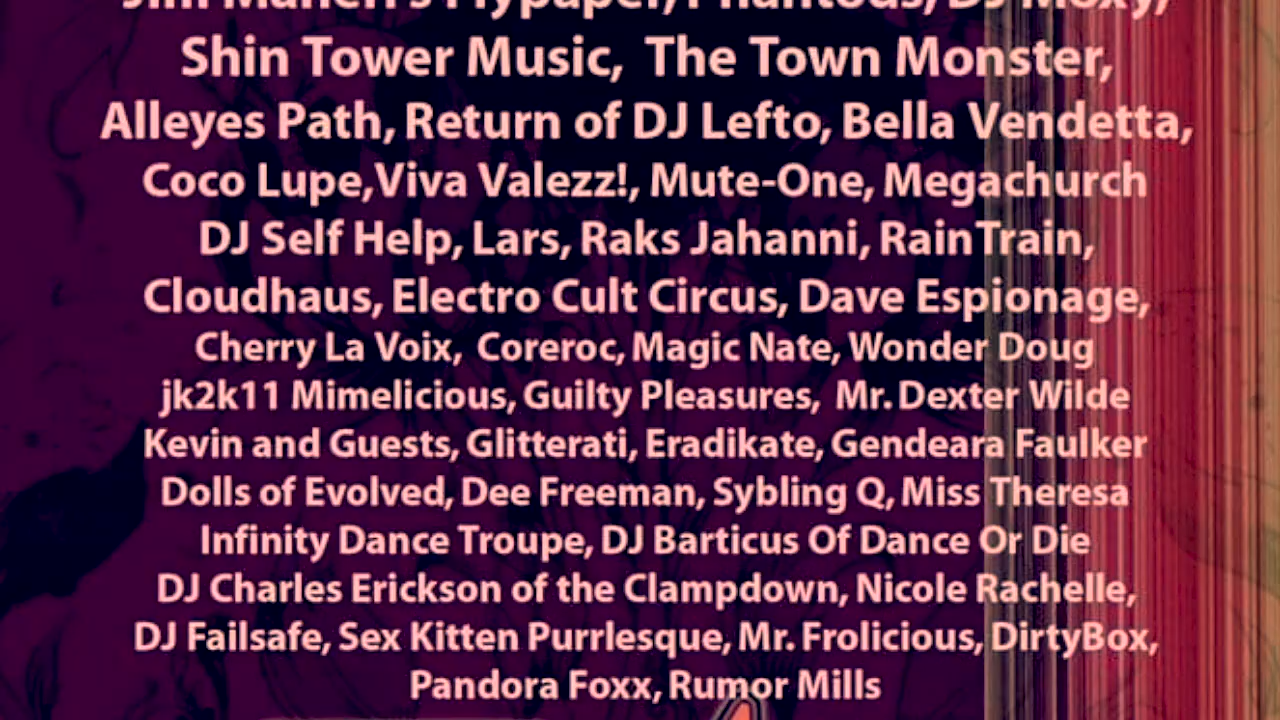 Phantods, DJ Moxy,
Shin Tower Music, The Town Monster,
Alleyes Path, Return of DJ Lefto, Bella Vendetta,
Coco Lupe,Viva Valezz!, Mute-One, Megachurch
DJ Self Help, Lars, Raks Jahanni, RainTrain,
Cloudhaus, Electro Cult Circus, Dave Espionage,
Cherry La Voix, Coreroc, Magic Nate, Wonder Doug
jk2k11 Mimelicious, Guilty Pleasures, Mr. Dexter Wilde
Kevin and Guests, Glitterati, Eradikate, Gendeara Faulker
Dolls of Evolved, Dee Freeman, Sybling Q, Miss Theresa
Infinity Dance Troupe, DJ Barticus Of Dance Or Die
DJ Charles Erickson of the Clampdown, Nicole Rachelle,
DJ Failsafe, Sex Kitten Purrlesque, Mr. Frolicious, DirtyBox,
Pandora Foxx, Rumor Mills